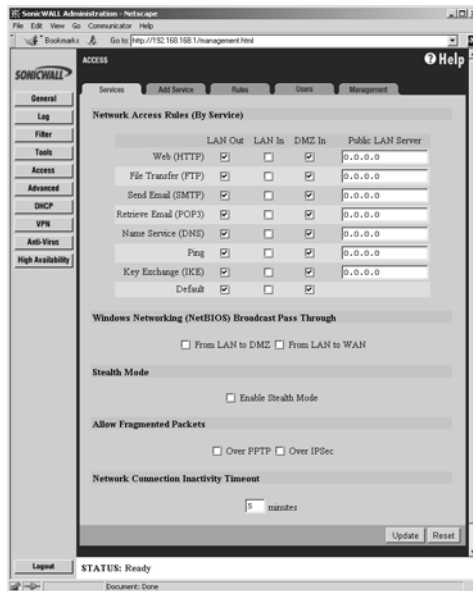 SonicWALL Administration - Netscape
File Edit View Go Communicator Help
Bookmarks Go to: http://192.168.168.1/management.html
SONICWALL
ACCESS
Help
Services Add Service Rules Users Management
General
Log
Filter
Tools
Access
Advanced
DHCP
VPN
Anti-Virus
High Availability
Network Access Rules (By Service)
LAN Out LAN In DMZ In Public LAN Server
Web (HTTP) 0.0.0.0
File Transfer (FTP) 0.0.0.0
Send Email (SMTP) 0.0.0.0
Retrieve Email (POP3) 0.0.0.0
Name Service (DNS) 0.0.0.0
Ping 0.0.0.0
Key Exchange (IKE) 0.0.0.0
Default
Windows Networking (NetBIOS) Broadcast Pass Through
From LAN to DMZ From LAN to WAN
Stealth Mode
Enable Stealth Mode
Allow Fragmented Packets
Over PPTP Over IPSec
Network Connection Inactivity Timeout
5 minutes
Update Reset
Logout STATUS: Ready
Document: Done